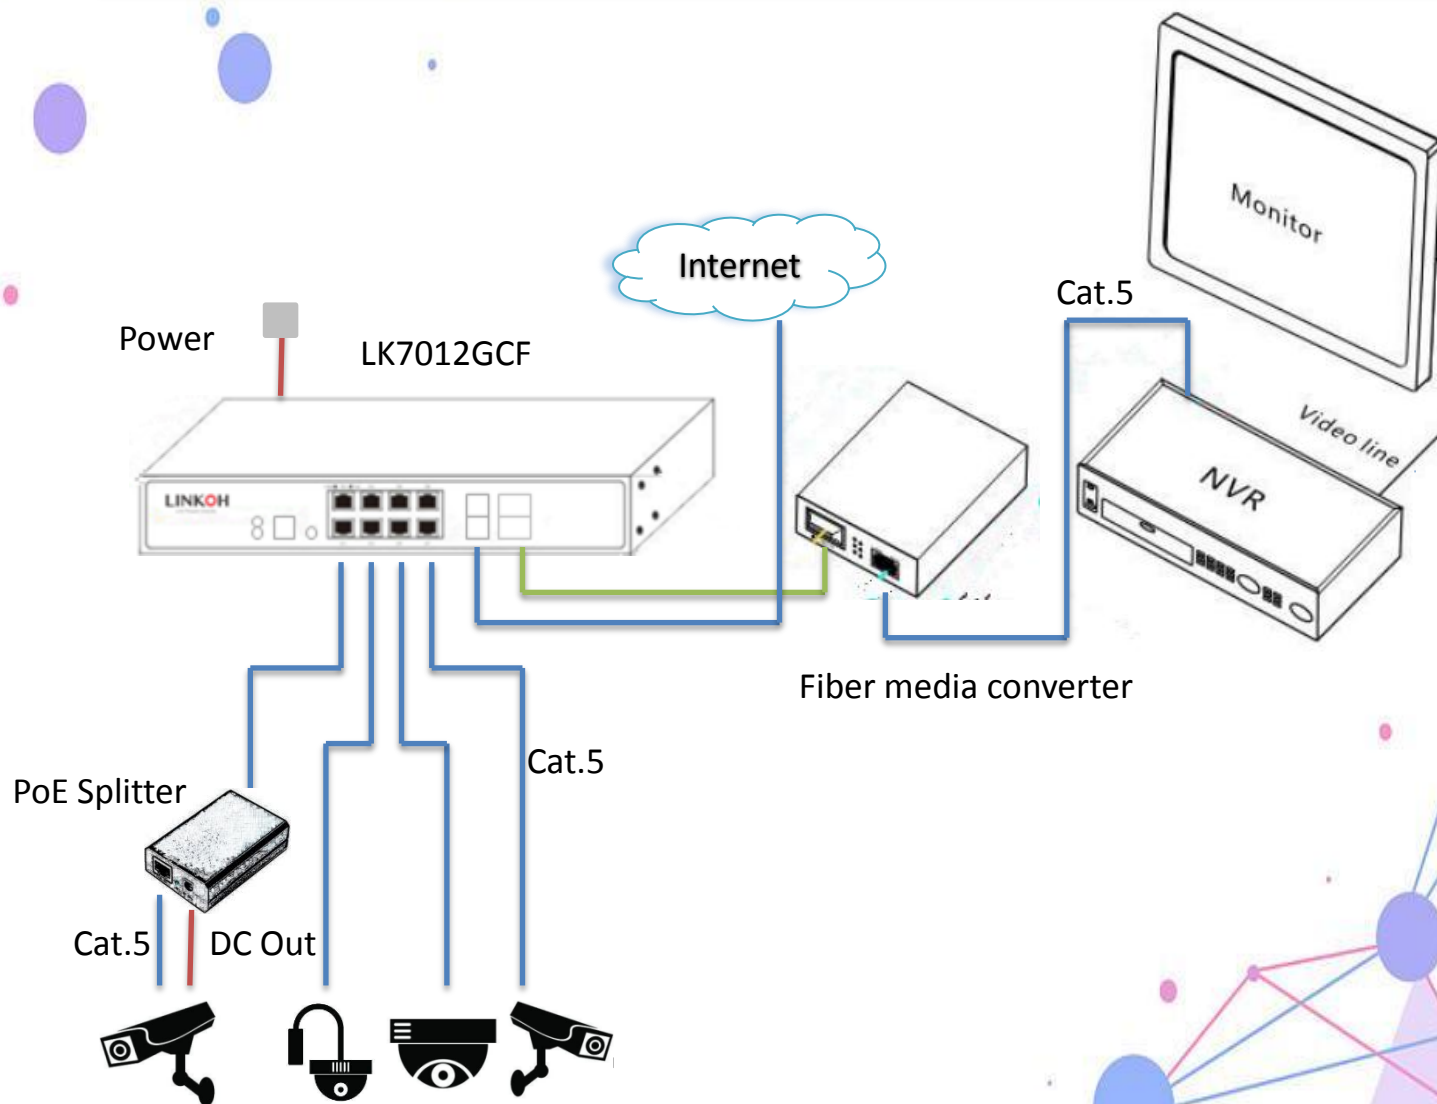 Monitor
Internet
Cat.5
Power
LK7012GCF
Video line
NVR
LINKOH
Fiber media converter
Cat.5
PoE Splitter
Cat.5
DC Out